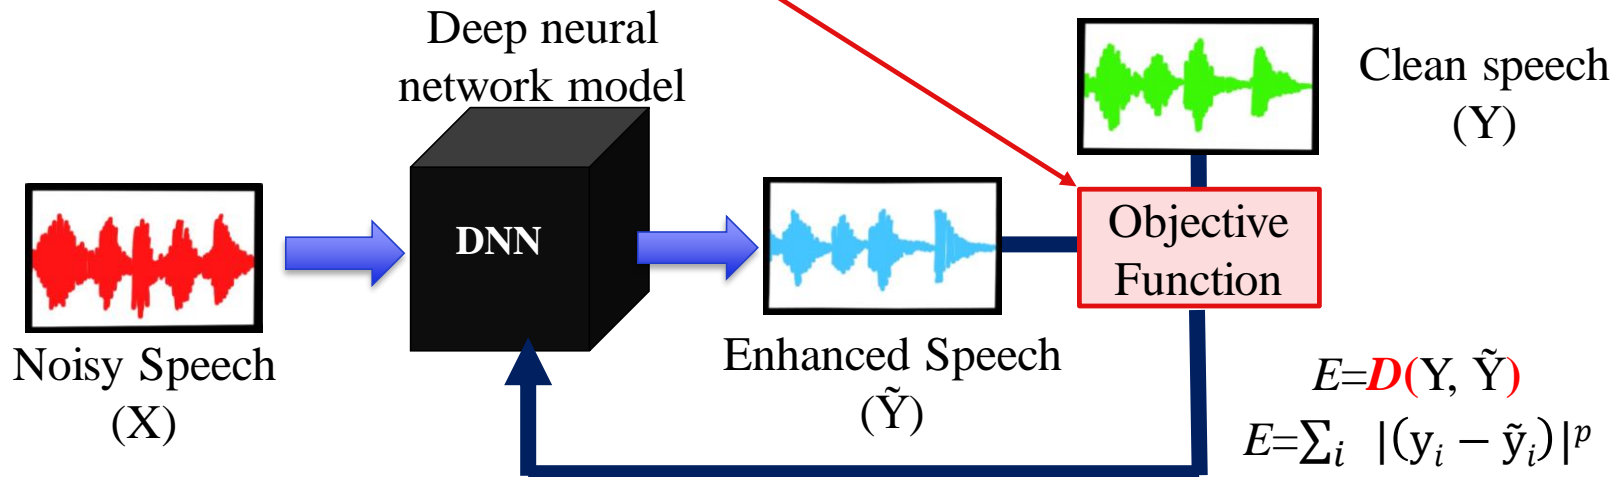 Deep neural
network model
DNN
Noisy Speech
(X)
Enhanced Speech
(Ỹ)
Clean speech
(Y)
Objective
Function
E=D(Y, Ỹ)
E=∑ᵢ |(yᵢ − ỹᵢ)|ᵖ